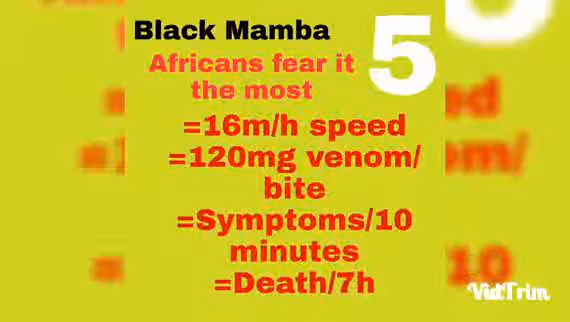 Black Mamba
5
Africans fear it
the most
=16m/h speed
=120mg venom/
bite
=Symptoms/10
minutes
=Death/7h
VidTrim